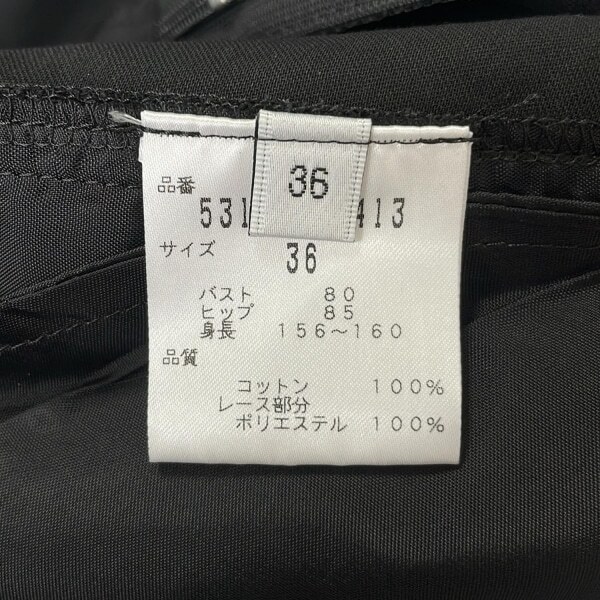 36
品番
531 413
サイズ
36
バスト 80
ヒップ 85
身長 156〜160
品質
コットン 100%
レース部分
ポリエステル 100%